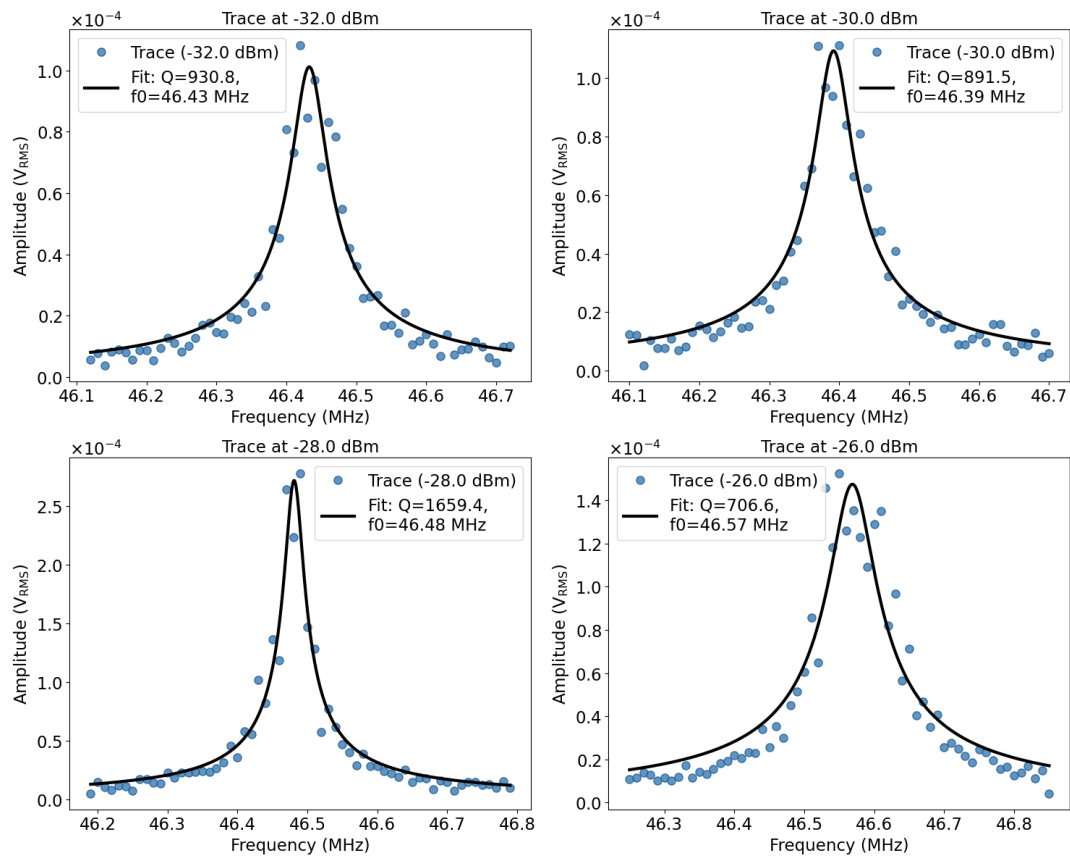 Trace at -32.0 dBm
×10⁻⁴
Trace (-32.0 dBm)
Fit: Q=930.8,
f0=46.43 MHz
1.0
0.8
0.6
0.4
0.2
0.0
Amplitude (V_RMS)
46.1 46.2 46.3 46.4 46.5 46.6 46.7
Frequency (MHz)
Trace at -30.0 dBm
×10⁻⁴
Trace (-30.0 dBm)
Fit: Q=891.5,
f0=46.39 MHz
1.0
0.8
0.6
0.4
0.2
0.0
Amplitude (V_RMS)
46.1 46.2 46.3 46.4 46.5 46.6 46.7
Frequency (MHz)
Trace at -28.0 dBm
×10⁻⁴
Trace (-28.0 dBm)
Fit: Q=1659.4,
f0=46.48 MHz
2.5
2.0
1.5
1.0
0.5
0.0
Amplitude (V_RMS)
46.2 46.3 46.4 46.5 46.6 46.7 46.8
Frequency (MHz)
Trace at -26.0 dBm
×10⁻⁴
Trace (-26.0 dBm)
Fit: Q=706.6,
f0=46.57 MHz
1.4
1.2
1.0
0.8
0.6
0.4
0.2
0.0
Amplitude (V_RMS)
46.3 46.4 46.5 46.6 46.7 46.8
Frequency (MHz)